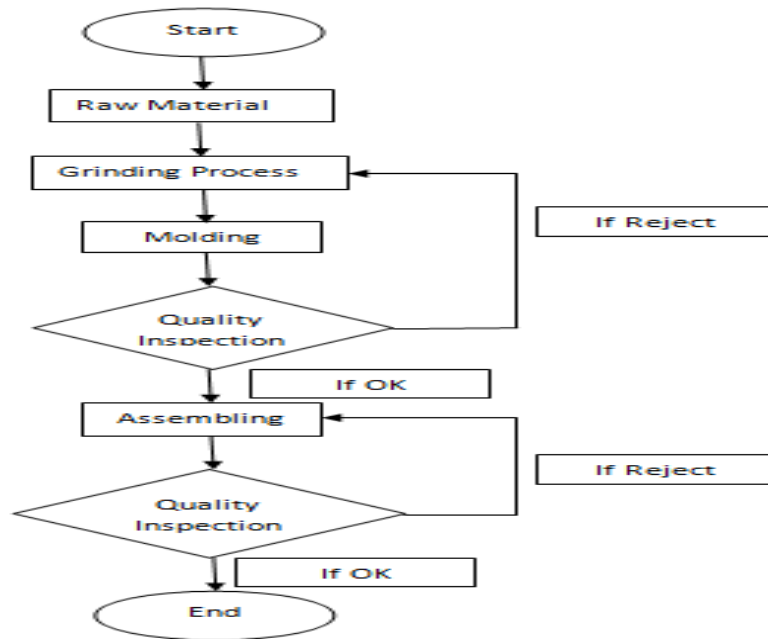 Start
Raw Material
Grinding Process
If Reject
Molding
Quality
Inspection
If OK
Assembling
If Reject
Quality
Inspection
If OK
End